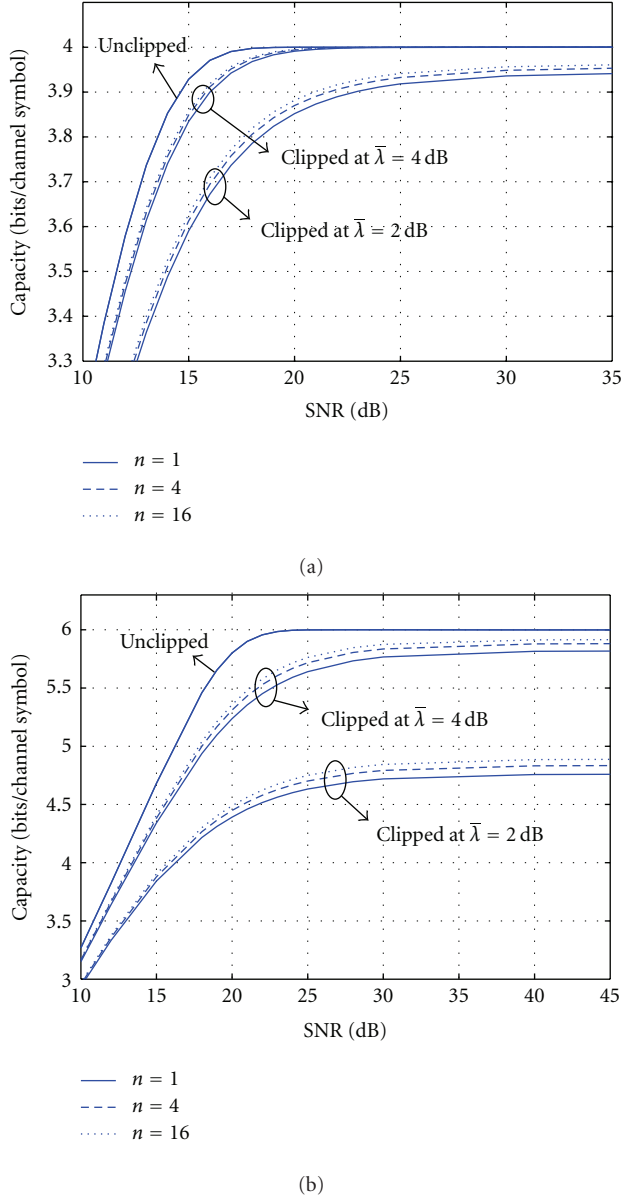 4
3.9
3.8
3.7
3.6
3.5
3.4
3.3
Capacity (bits/channel symbol)
Unclipped
Clipped at λ̅ = 4 dB
Clipped at λ̅ = 2 dB
10 15 20 25 30 35
SNR (dB)
n = 1
n = 4
n = 16
(a)
6
5.5
5
4.5
4
3.5
3
Capacity (bits/channel symbol)
Unclipped
Clipped at λ̅ = 4 dB
Clipped at λ̅ = 2 dB
10 15 20 25 30 35 40 45
SNR (dB)
n = 1
n = 4
n = 16
(b)